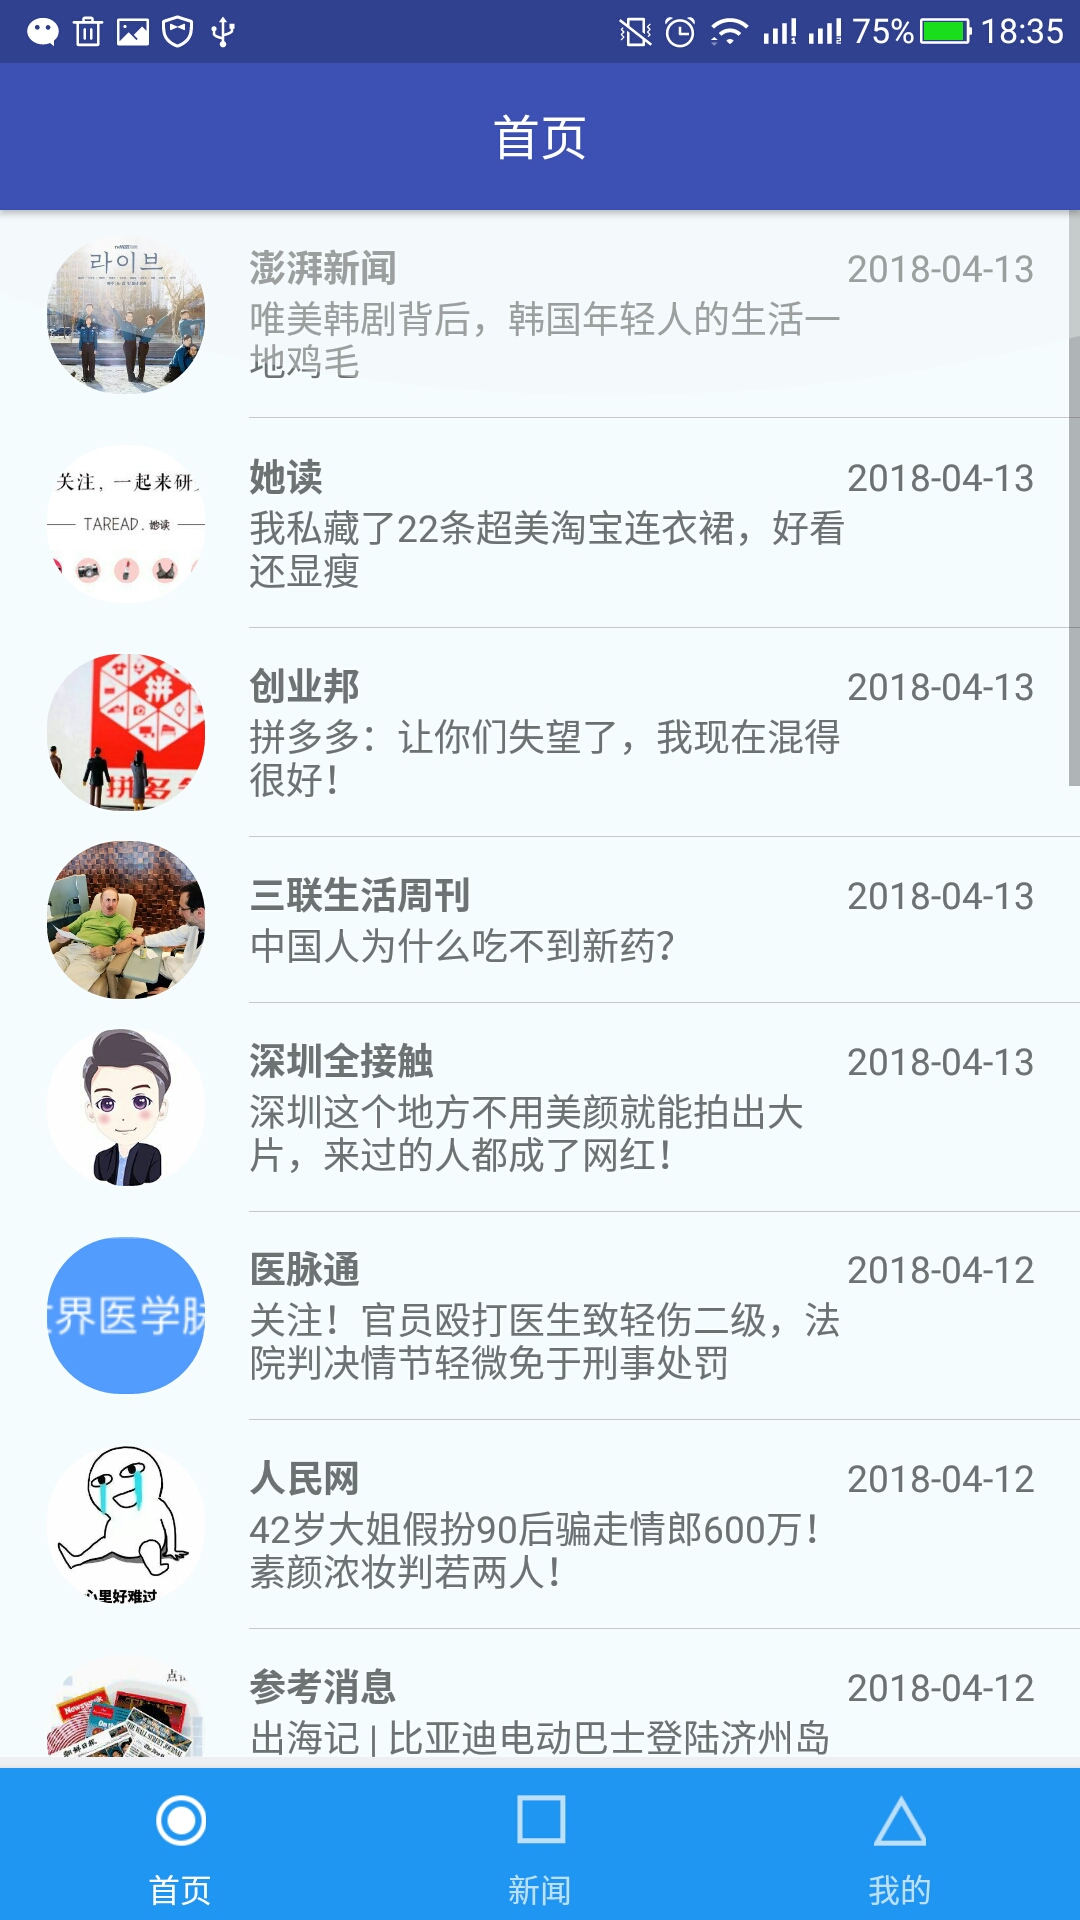 75% 18:35
首页
라이브
澎湃新闻 2018-04-13
唯美韩剧背后，韩国年轻人的生活一
地鸡毛
关注，一起来研
TAREAD.她读
她读 2018-04-13
我私藏了22条超美淘宝连衣裙，好看
还显瘦
拼
拼多
创业邦 2018-04-13
拼多多：让你们失望了，我现在混得
很好！
三联生活周刊 2018-04-13
中国人为什么吃不到新药？
深圳全接触 2018-04-13
深圳这个地方不用美颜就能拍出大
片，来过的人都成了网红！
界医学脉
医脉通 2018-04-12
关注！官员殴打医生致轻伤二级，法
院判决情节轻微免于刑事处罚
心里好难过
人民网 2018-04-12
42岁大姐假扮90后骗走情郎600万！
素颜浓妆判若两人！
点
参考消息 2018-04-12
出海记 | 比亚迪电动巴士登陆济州岛
首页
新闻
我的